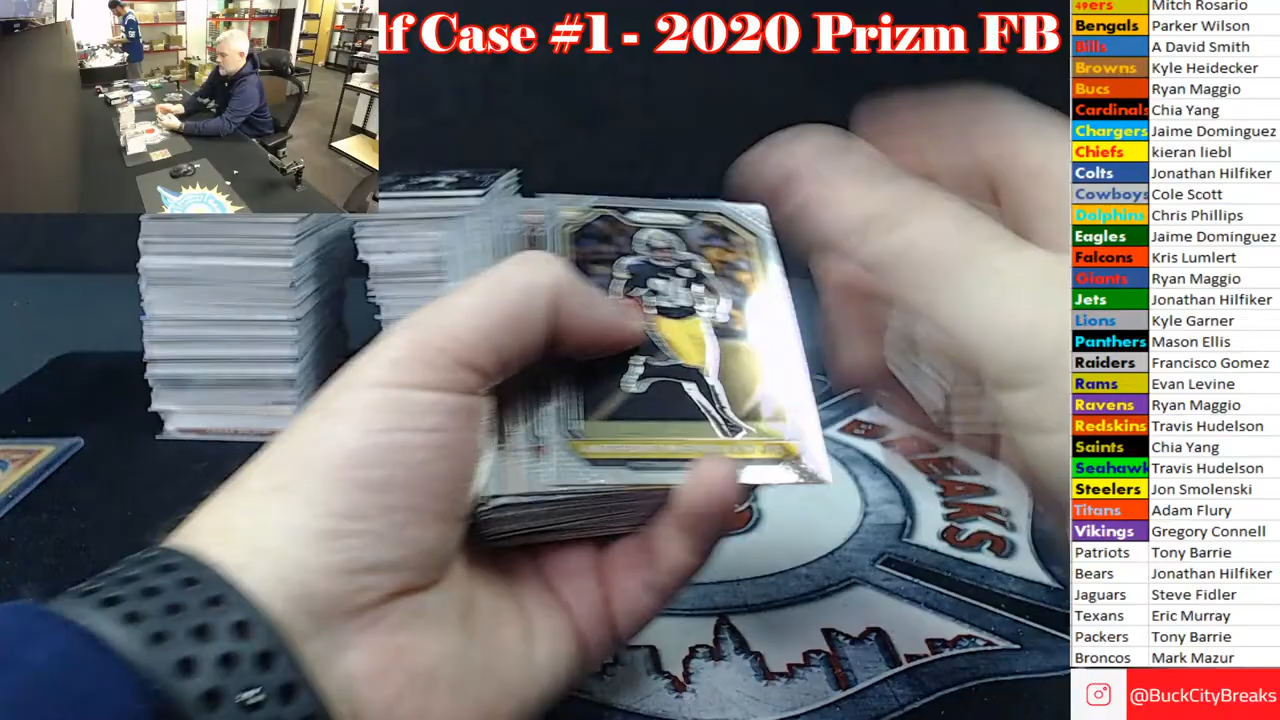 lf Case #1 - 2020 Prizm FB
49ers Mitch Rosario
Bengals Parker Wilson
Bills A David Smith
Browns Kyle Heidecker
Bucs Ryan Maggio
Cardinals Chia Yang
Chargers Jaime Dominguez
Chiefs kieran liebl
Colts Jonathan Hilfiker
Cowboys Cole Scott
Dolphins Chris Phillips
Eagles Jaime Dominguez
Falcons Kris Lumlert
Giants Ryan Maggio
Jets Jonathan Hilfiker
Lions Kyle Garner
Panthers Mason Ellis
Raiders Francisco Gomez
Rams Evan Levine
Ravens Ryan Maggio
Redskins Travis Hudelson
Saints Chia Yang
Seahawk Travis Hudelson
Steelers Jon Smolenski
Titans Adam Flury
Vikings Gregory Connell
Patriots Tony Barrie
Bears Jonathan Hilfiker
Jaguars Steve Fidler
Texans Eric Murray
Packers Tony Barrie
Broncos Mark Mazur
@BuckCityBreaks
BREAKS